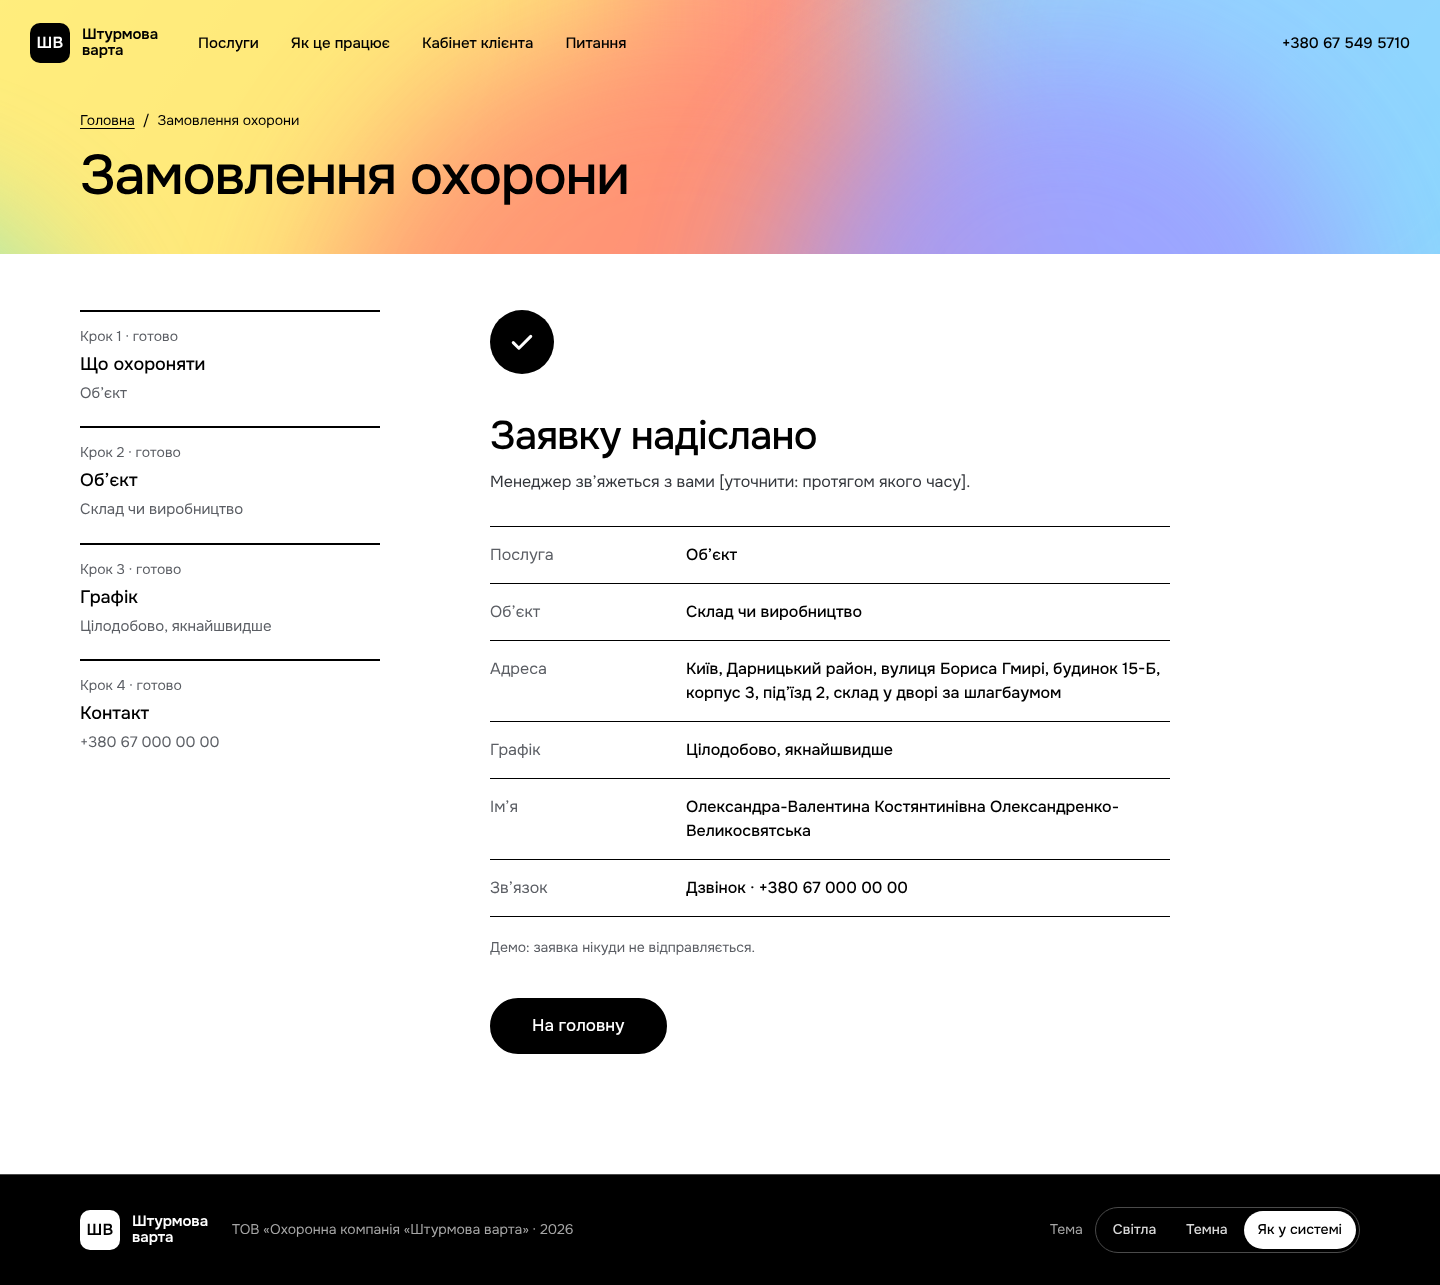 ШВ
Штурмова
варта
Послуги
Як це працює
Кабінет клієнта
Питання
+380 67 549 5710
Головна / Замовлення охорони
Замовлення охорони
Крок 1 · готово
Що охороняти
Об’єкт
Крок 2 · готово
Об’єкт
Склад чи виробництво
Крок 3 · готово
Графік
Цілодобово, якнайшвидше
Крок 4 · готово
Контакт
+380 67 000 00 00
Заявку надіслано
Менеджер зв’яжеться з вами [уточнити: протягом якого часу].
Послуга
Об’єкт
Об’єкт
Склад чи виробництво
Адреса
Київ, Дарницький район, вулиця Бориса Гмирі, будинок 15-Б,
корпус 3, під’їзд 2, склад у дворі за шлагбаумом
Графік
Цілодобово, якнайшвидше
Ім’я
Олександра-Валентина Костянтинівна Олександренко-
Великосвятська
Зв’язок
Дзвінок · +380 67 000 00 00
Демо: заявка нікуди не відправляється.
На головну
ШВ
Штурмова
варта
ТОВ «Охоронна компанія «Штурмова варта» · 2026
Тема
Світла
Темна
Як у системі